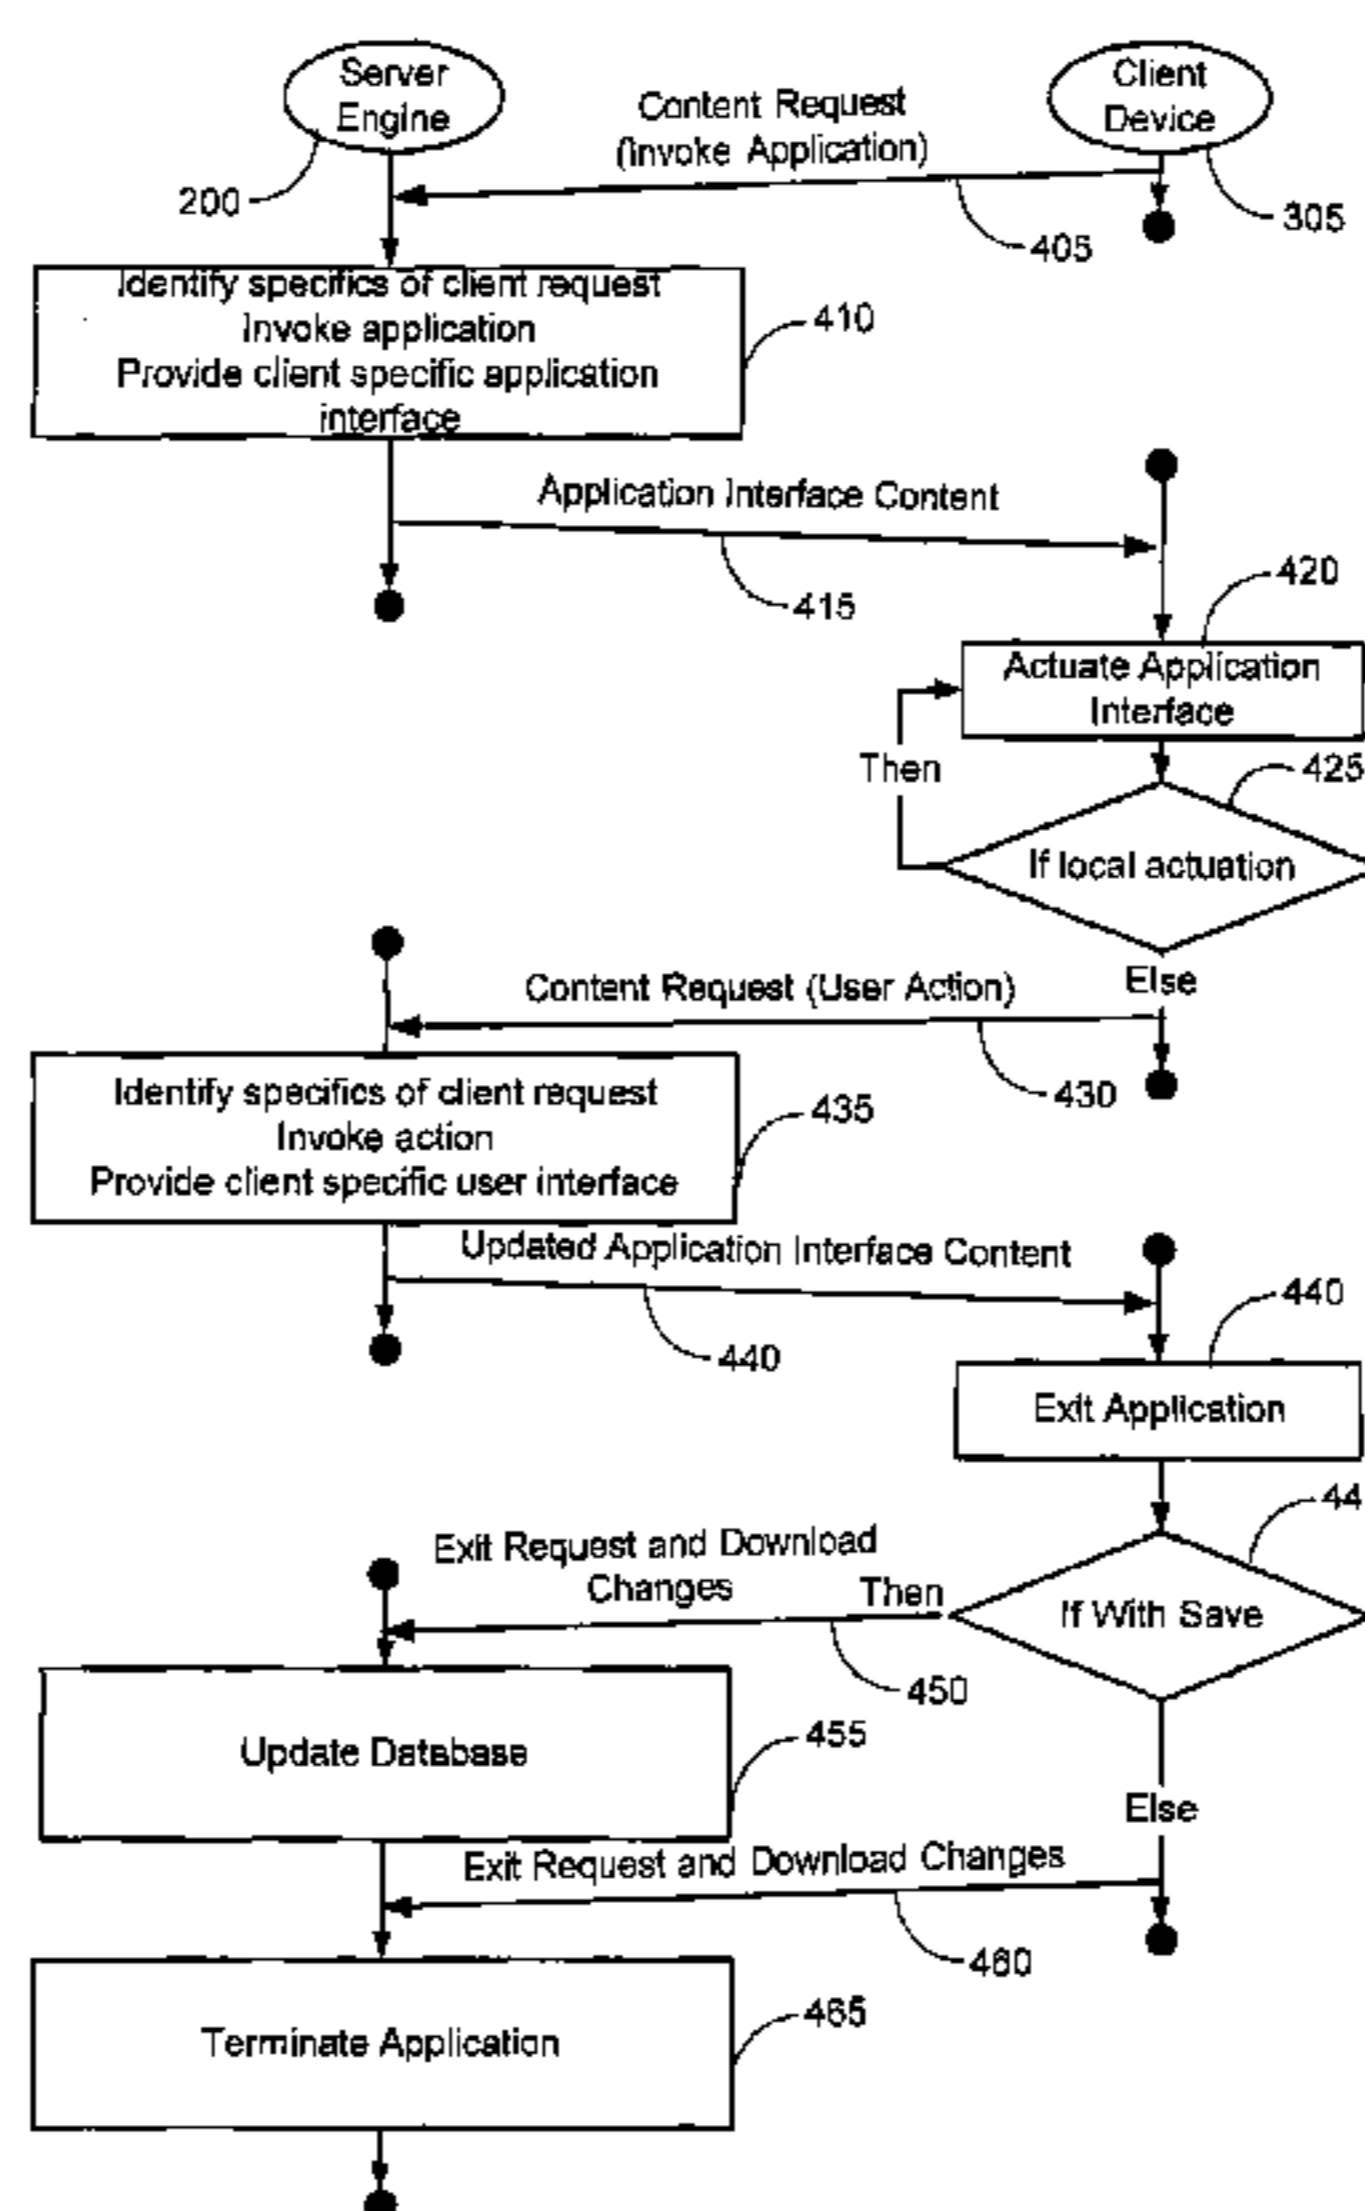 Server
Engine
Client
Device
Content Request
(Invoke Application)
200
305
405
Identify specifics of client request
Invoke application
Provide client specific application
interface
410
Application Interface Content
415
420
Actuate Application
Interface
Then
425
If local actuation
Else
Content Request (User Action)
430
Identify specifics of client request
Invoke action
Provide client specific user interface
435
Updated Application Interface Content
440
440
Exit Application
44
Exit Request and Download
Changes
Then
If With Save
450
Update Database
455
Else
Exit Request and Download Changes
460
Terminate Application
465